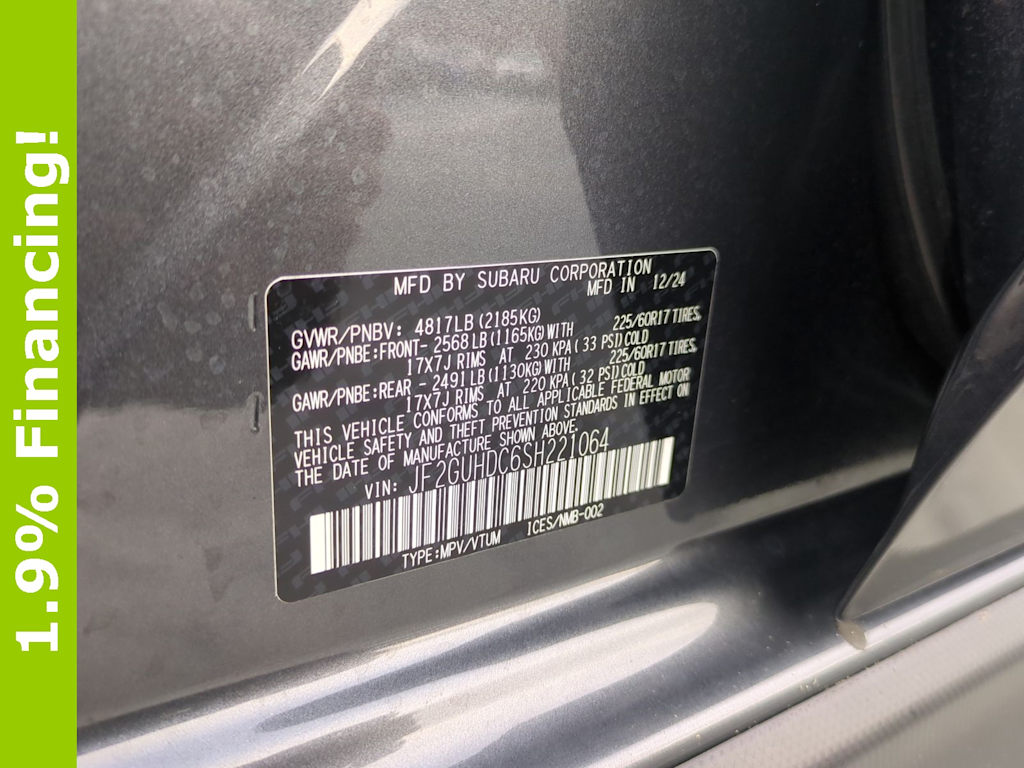 1.9% Financing!
MFD BY SUBARU CORPORATION
MFD IN 12/24
GVWR/PNBV: 4817LB(2185KG)
GAWR/PNBE:FRONT- 2568LB(1165KG)WITH 225/60R17 TIRES,
17X7J RIMS AT 230 KPA(33 PSI)COLD
GAWR/PNBE:REAR - 2491LB(1130KG)WITH 225/60R17 TIRES,
17X7J RIMS AT 220 KPA(32 PSI)COLD
THIS VEHICLE CONFORMS TO ALL APPLICABLE FEDERAL MOTOR
VEHICLE SAFETY AND THEFT PREVENTION STANDARDS IN EFFECT ON
THE DATE OF MANUFACTURE SHOWN ABOVE.
VIN: JF2GUHDC6SH221064
TYPE:MPV/VTUM ICES/NMB-002